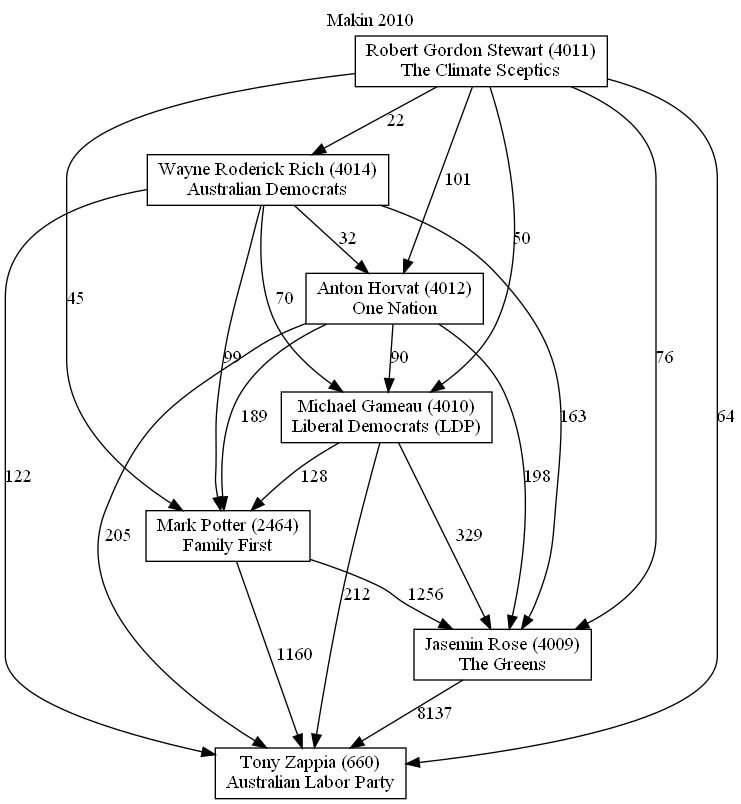 Makin 2010
Robert Gordon Stewart (4011)
The Climate Sceptics
22
Wayne Roderick Rich (4014)
Australian Democrats
101
32
50
Anton Horvat (4012)
One Nation
45
70
99
90
76
Michael Gameau (4010)
Liberal Democrats (LDP)
189
163
64
122
128
198
Mark Potter (2464)
Family First
205
329
212
1256
Jasemin Rose (4009)
The Greens
1160
8137
Tony Zappia (660)
Australian Labor Party